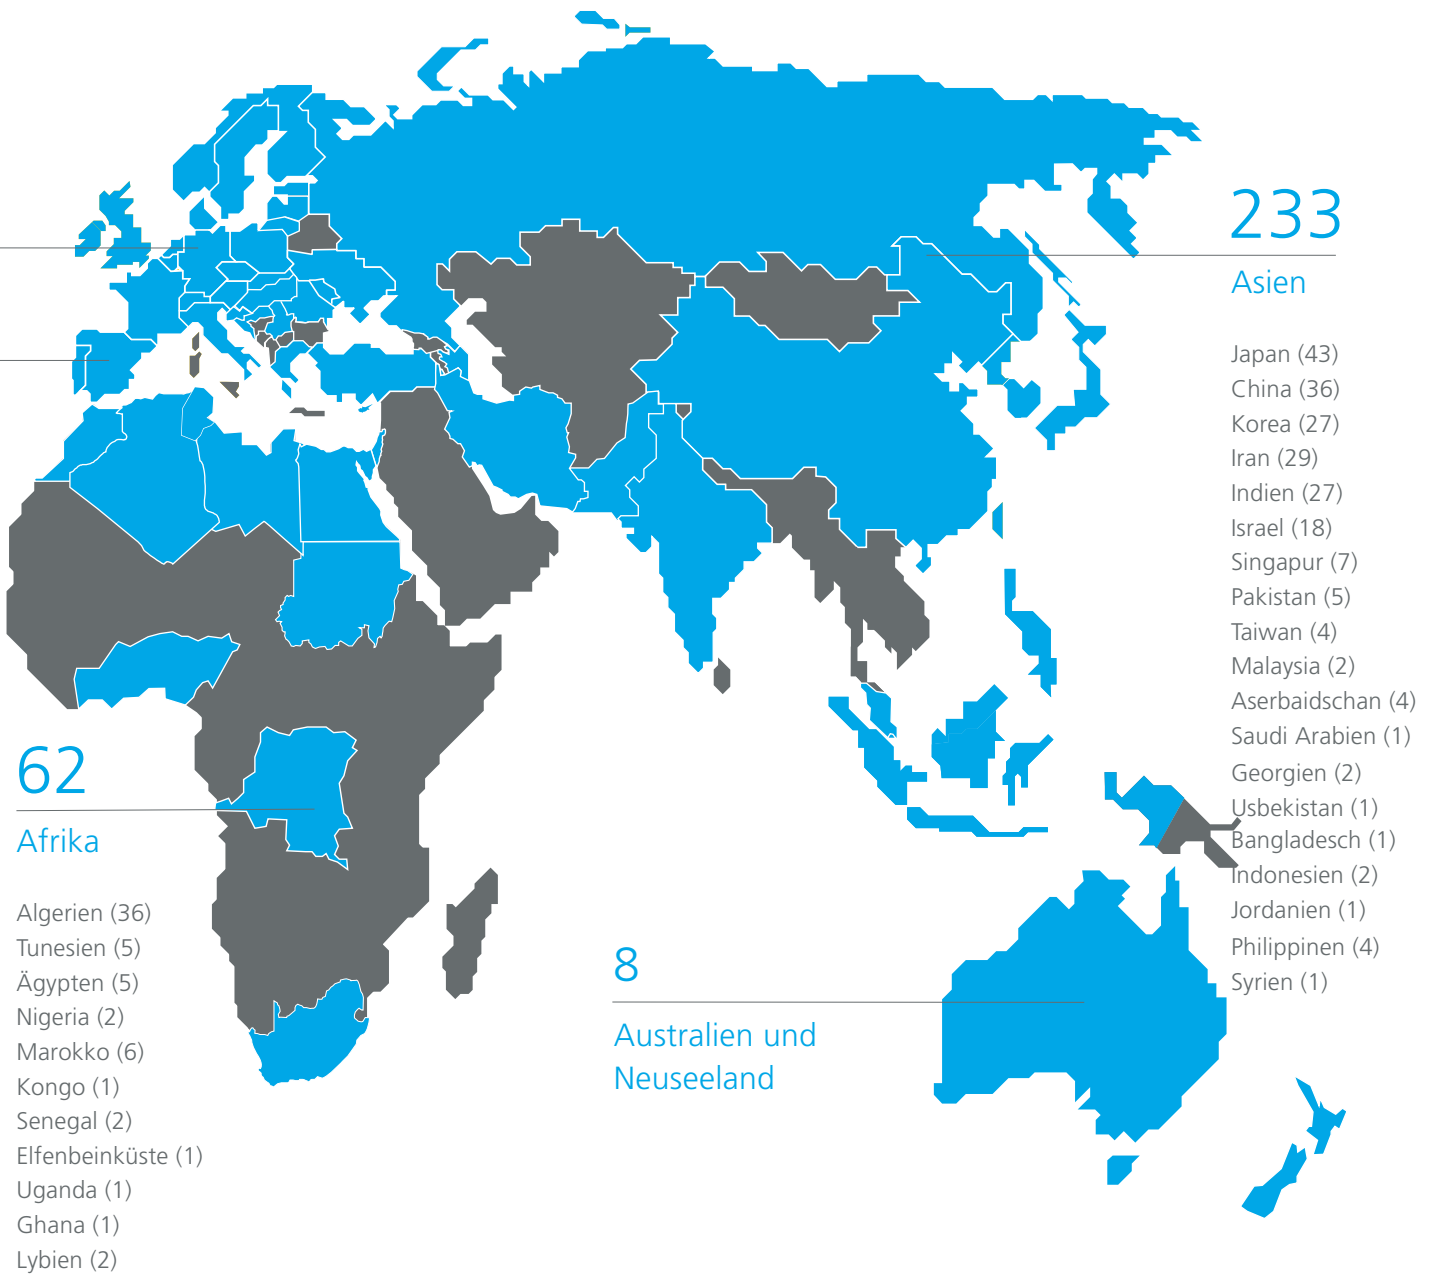 233
Asien
Japan (43)
China (36)
Korea (27)
Iran (29)
Indien (27)
Israel (18)
Singapur (7)
Pakistan (5)
Taiwan (4)
Malaysia (2)
Aserbaidschan (4)
Saudi Arabien (1)
Georgien (2)
Usbekistan (1)
Bangladesch (1)
Indonesien (2)
Jordanien (1)
Philippinen (4)
Syrien (1)
62
Afrika
Algerien (36)
Tunesien (5)
Ägypten (5)
Nigeria (2)
Marokko (6)
Kongo (1)
Senegal (2)
Elfenbeinküste (1)
Uganda (1)
Ghana (1)
Lybien (2)
8
Australien und
Neuseeland